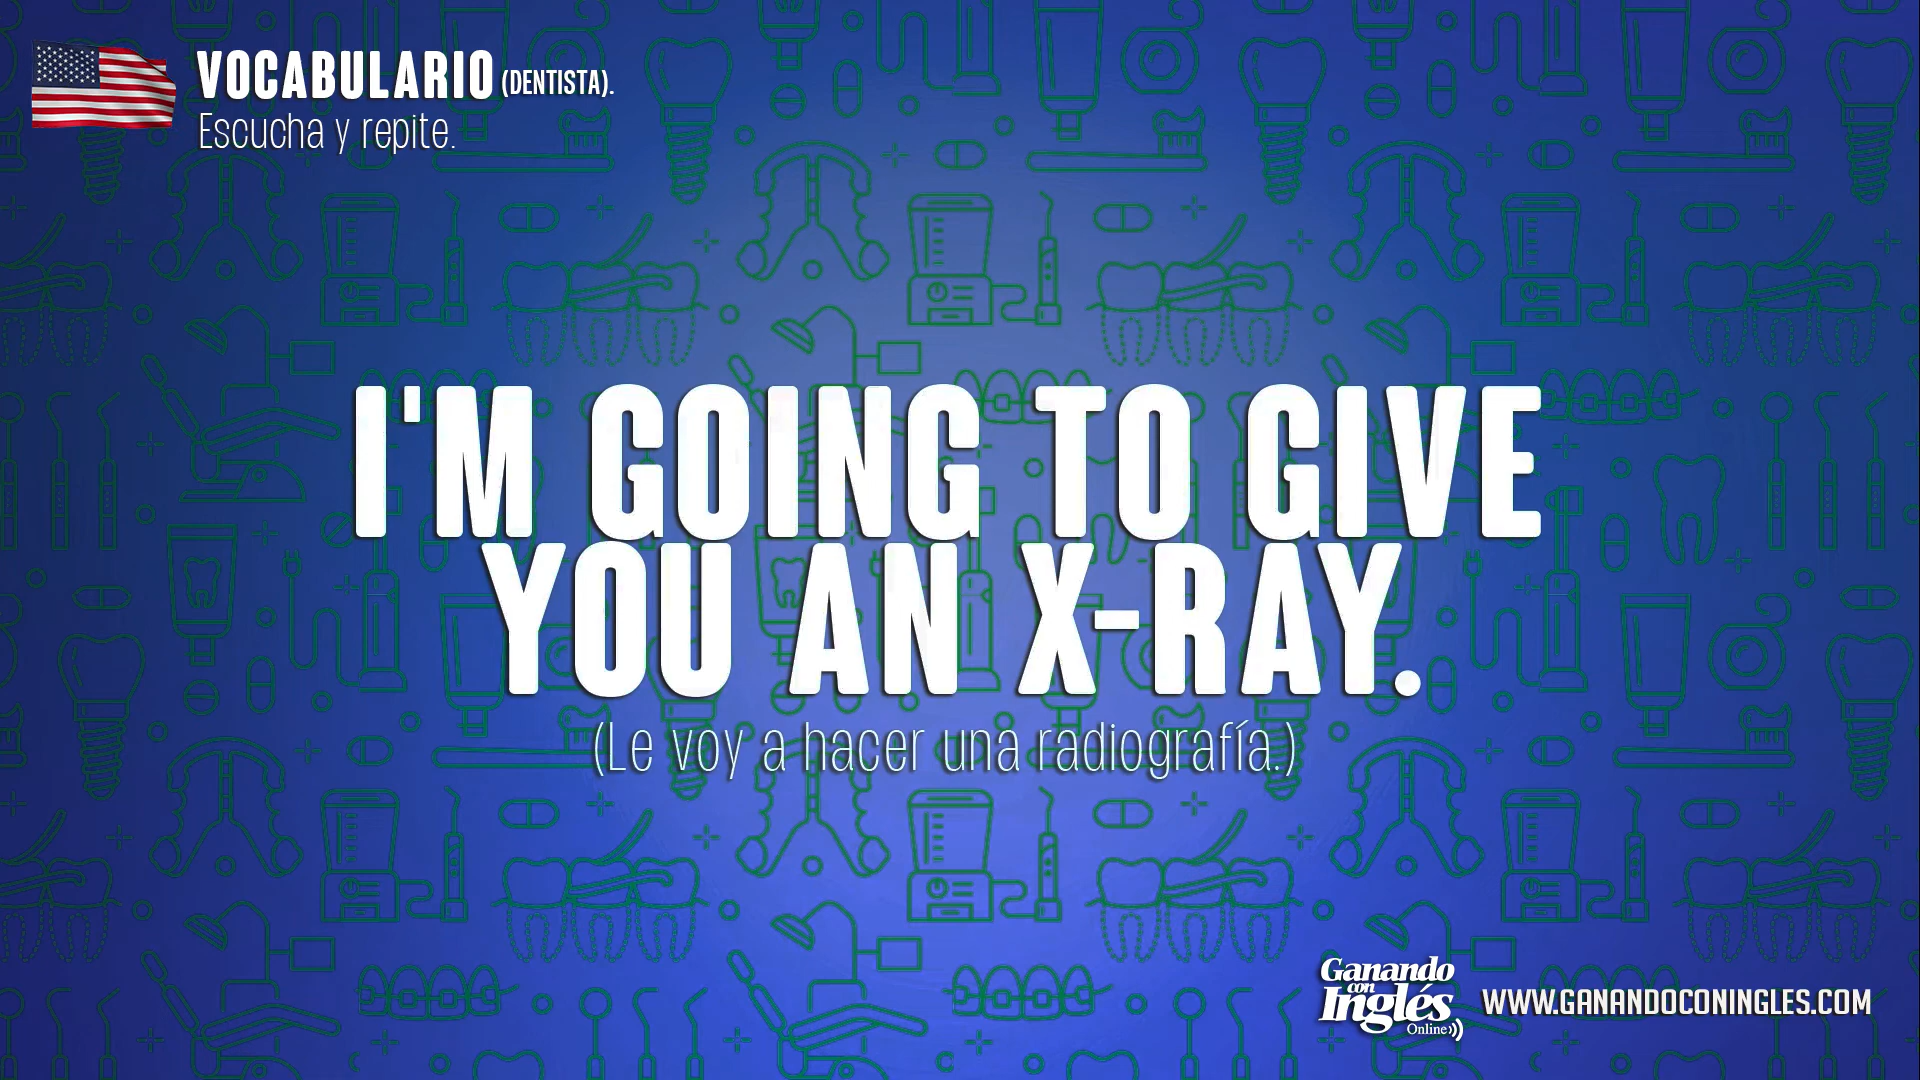 VOCABULARIO (DENTISTA).
Escucha y repite.
I'M GOING TO GIVE
YOU AN X-RAY.
(Le voy a hacer una radiografía.)
Ganando
con
Inglés
Online
WWW.GANANDOCONINGLES.COM